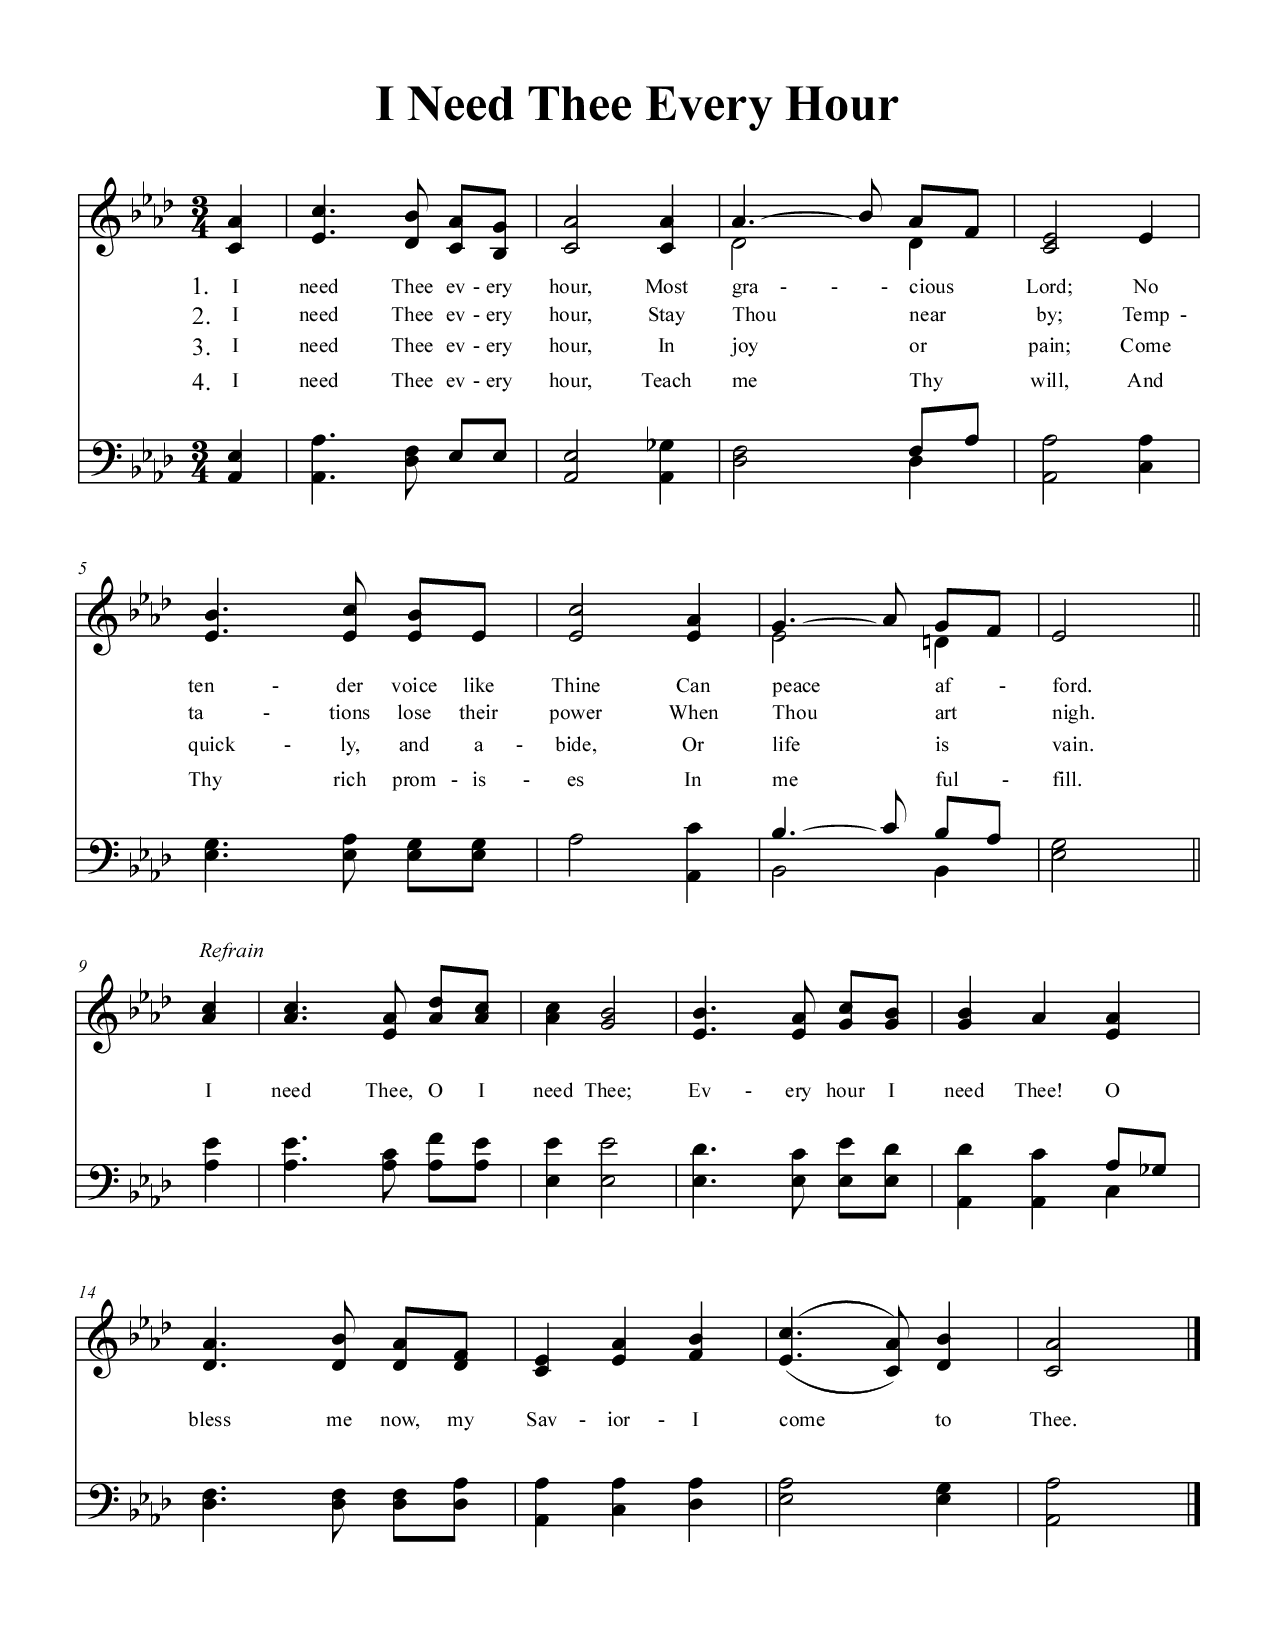 I Need Thee Every Hour
1. I need Thee ev - ery hour, Most gra - - - cious Lord; No
2. I need Thee ev - ery hour, Stay Thou near by; Temp -
3. I need Thee ev - ery hour, In joy or pain; Come
4. I need Thee ev - ery hour, Teach me Thy will, And
5
ten - der voice like Thine Can peace af - ford.
ta - tions lose their power When Thou art nigh.
quick - ly, and a - bide, Or life is vain.
Thy rich prom - is - es In me ful - fill.
Refrain
9
I need Thee, O I need Thee; Ev - ery hour I need Thee! O
14
bless me now, my Sav - ior - I come to Thee.